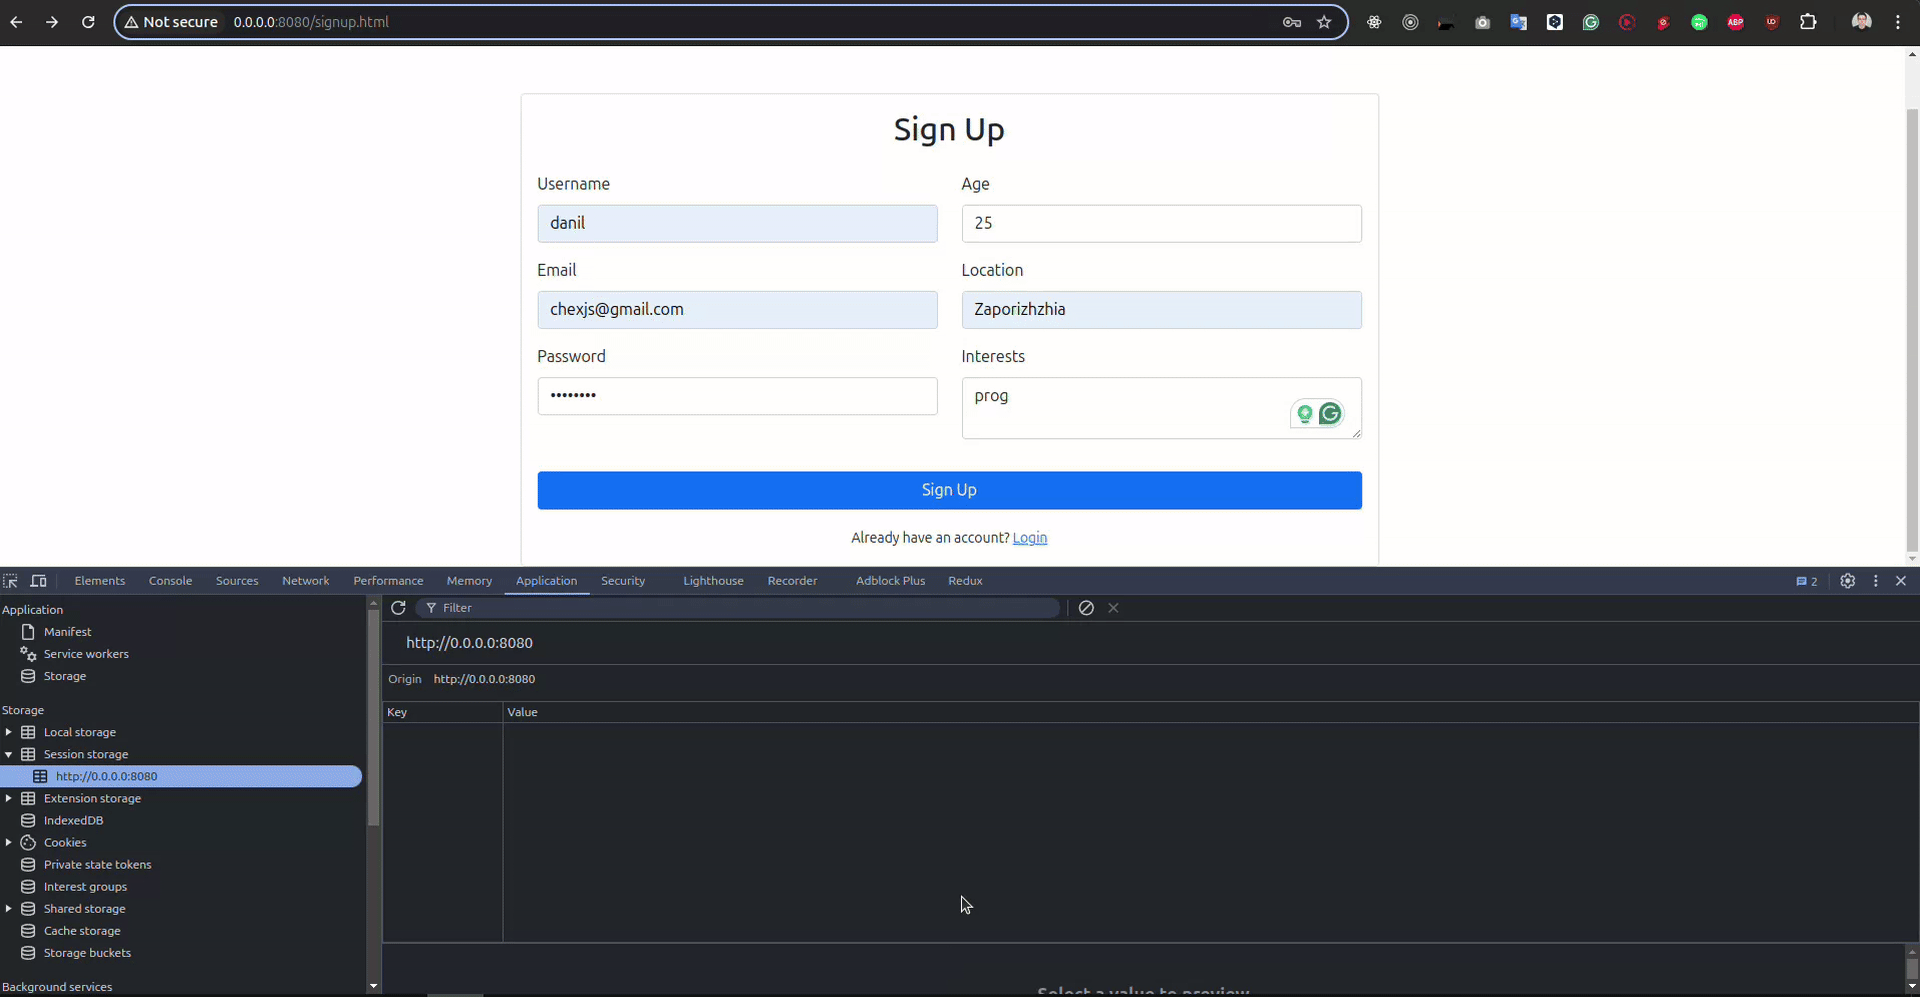 Not secure 0.0.0.0:8080/signup.html
Sign Up
Username Age
danil 25
Email Location
chexjs@gmail.com Zaporizhzhia
Password Interests
•••••••• prog
Sign Up
Already have an account? Login
Elements Console Sources Network Performance Memory Application Security Lighthouse Recorder Adblock Plus Redux 2
Application Filter
Manifest
http://0.0.0.0:8080
Service workers
Storage Origin http://0.0.0.0:8080
Storage Key Value
Local storage
Session storage
http://0.0.0.0:8080
Extension storage
IndexedDB
Cookies
Private state tokens
Interest groups
Shared storage
Cache storage
Storage buckets
Background services
Select a value to preview